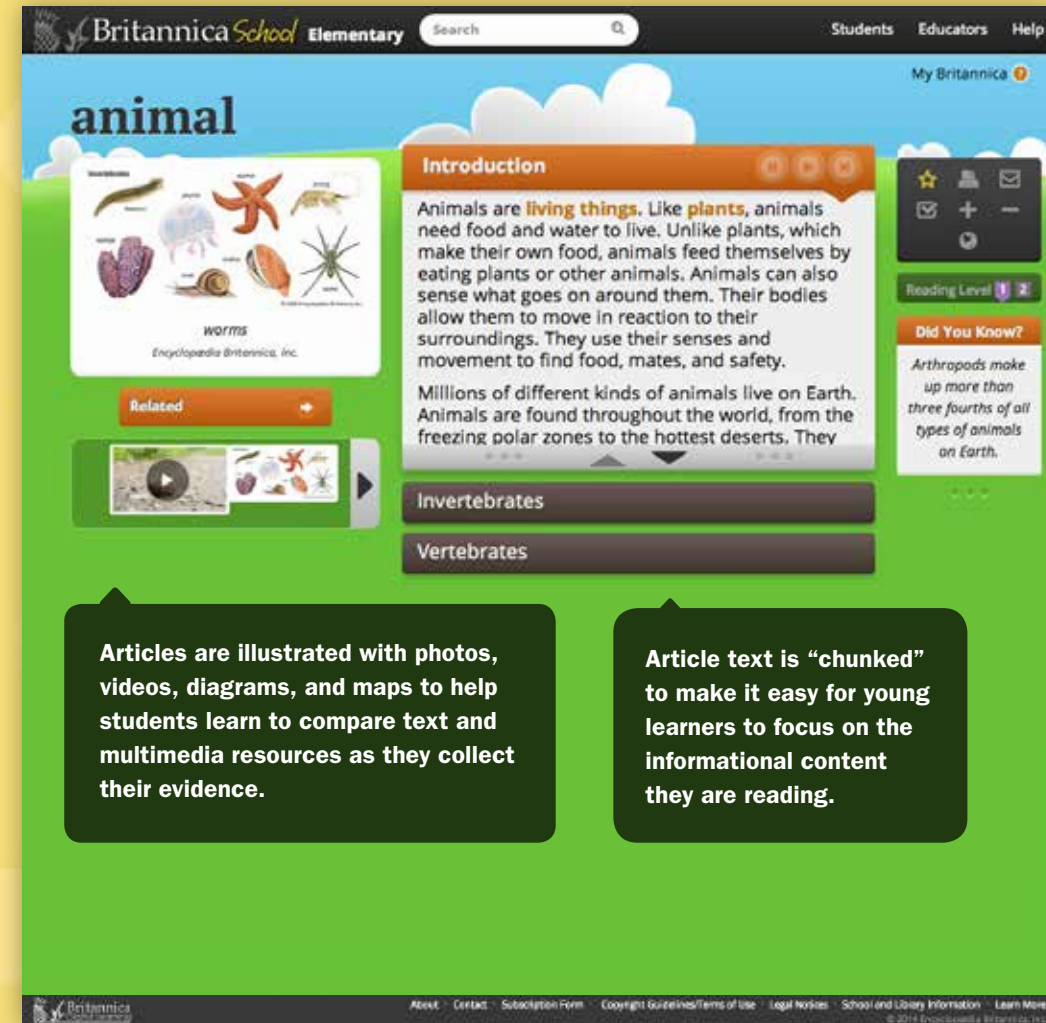 Britannica School Elementary
Search
Students Educators Help
My Britannica
animal
Invertebrates
worms
Encyclopædia Britannica, Inc.
Related
Introduction
Animals are living things. Like plants, animals
need food and water to live. Unlike plants, which
make their own food, animals feed themselves by
eating plants or other animals. Animals can also
sense what goes on around them. Their bodies
allow them to move in reaction to their
surroundings. They use their senses and
movement to find food, mates, and safety.
Millions of different kinds of animals live on Earth.
Animals are found throughout the world, from the
freezing polar zones to the hottest deserts. They
Invertebrates
Vertebrates
Reading Level 1 2
Did You Know?
Arthropods make
up more than
three fourths of all
types of animals
on Earth.
Articles are illustrated with photos,
videos, diagrams, and maps to help
students learn to compare text and
multimedia resources as they collect
their evidence.
Article text is “chunked”
to make it easy for young
learners to focus on the
informational content
they are reading.
Britannica
About Contact Subscription Form Copyright Guidelines/Terms of Use Legal Notices School and Library Information Learn More
© 2014 Encyclopædia Britannica, Inc.